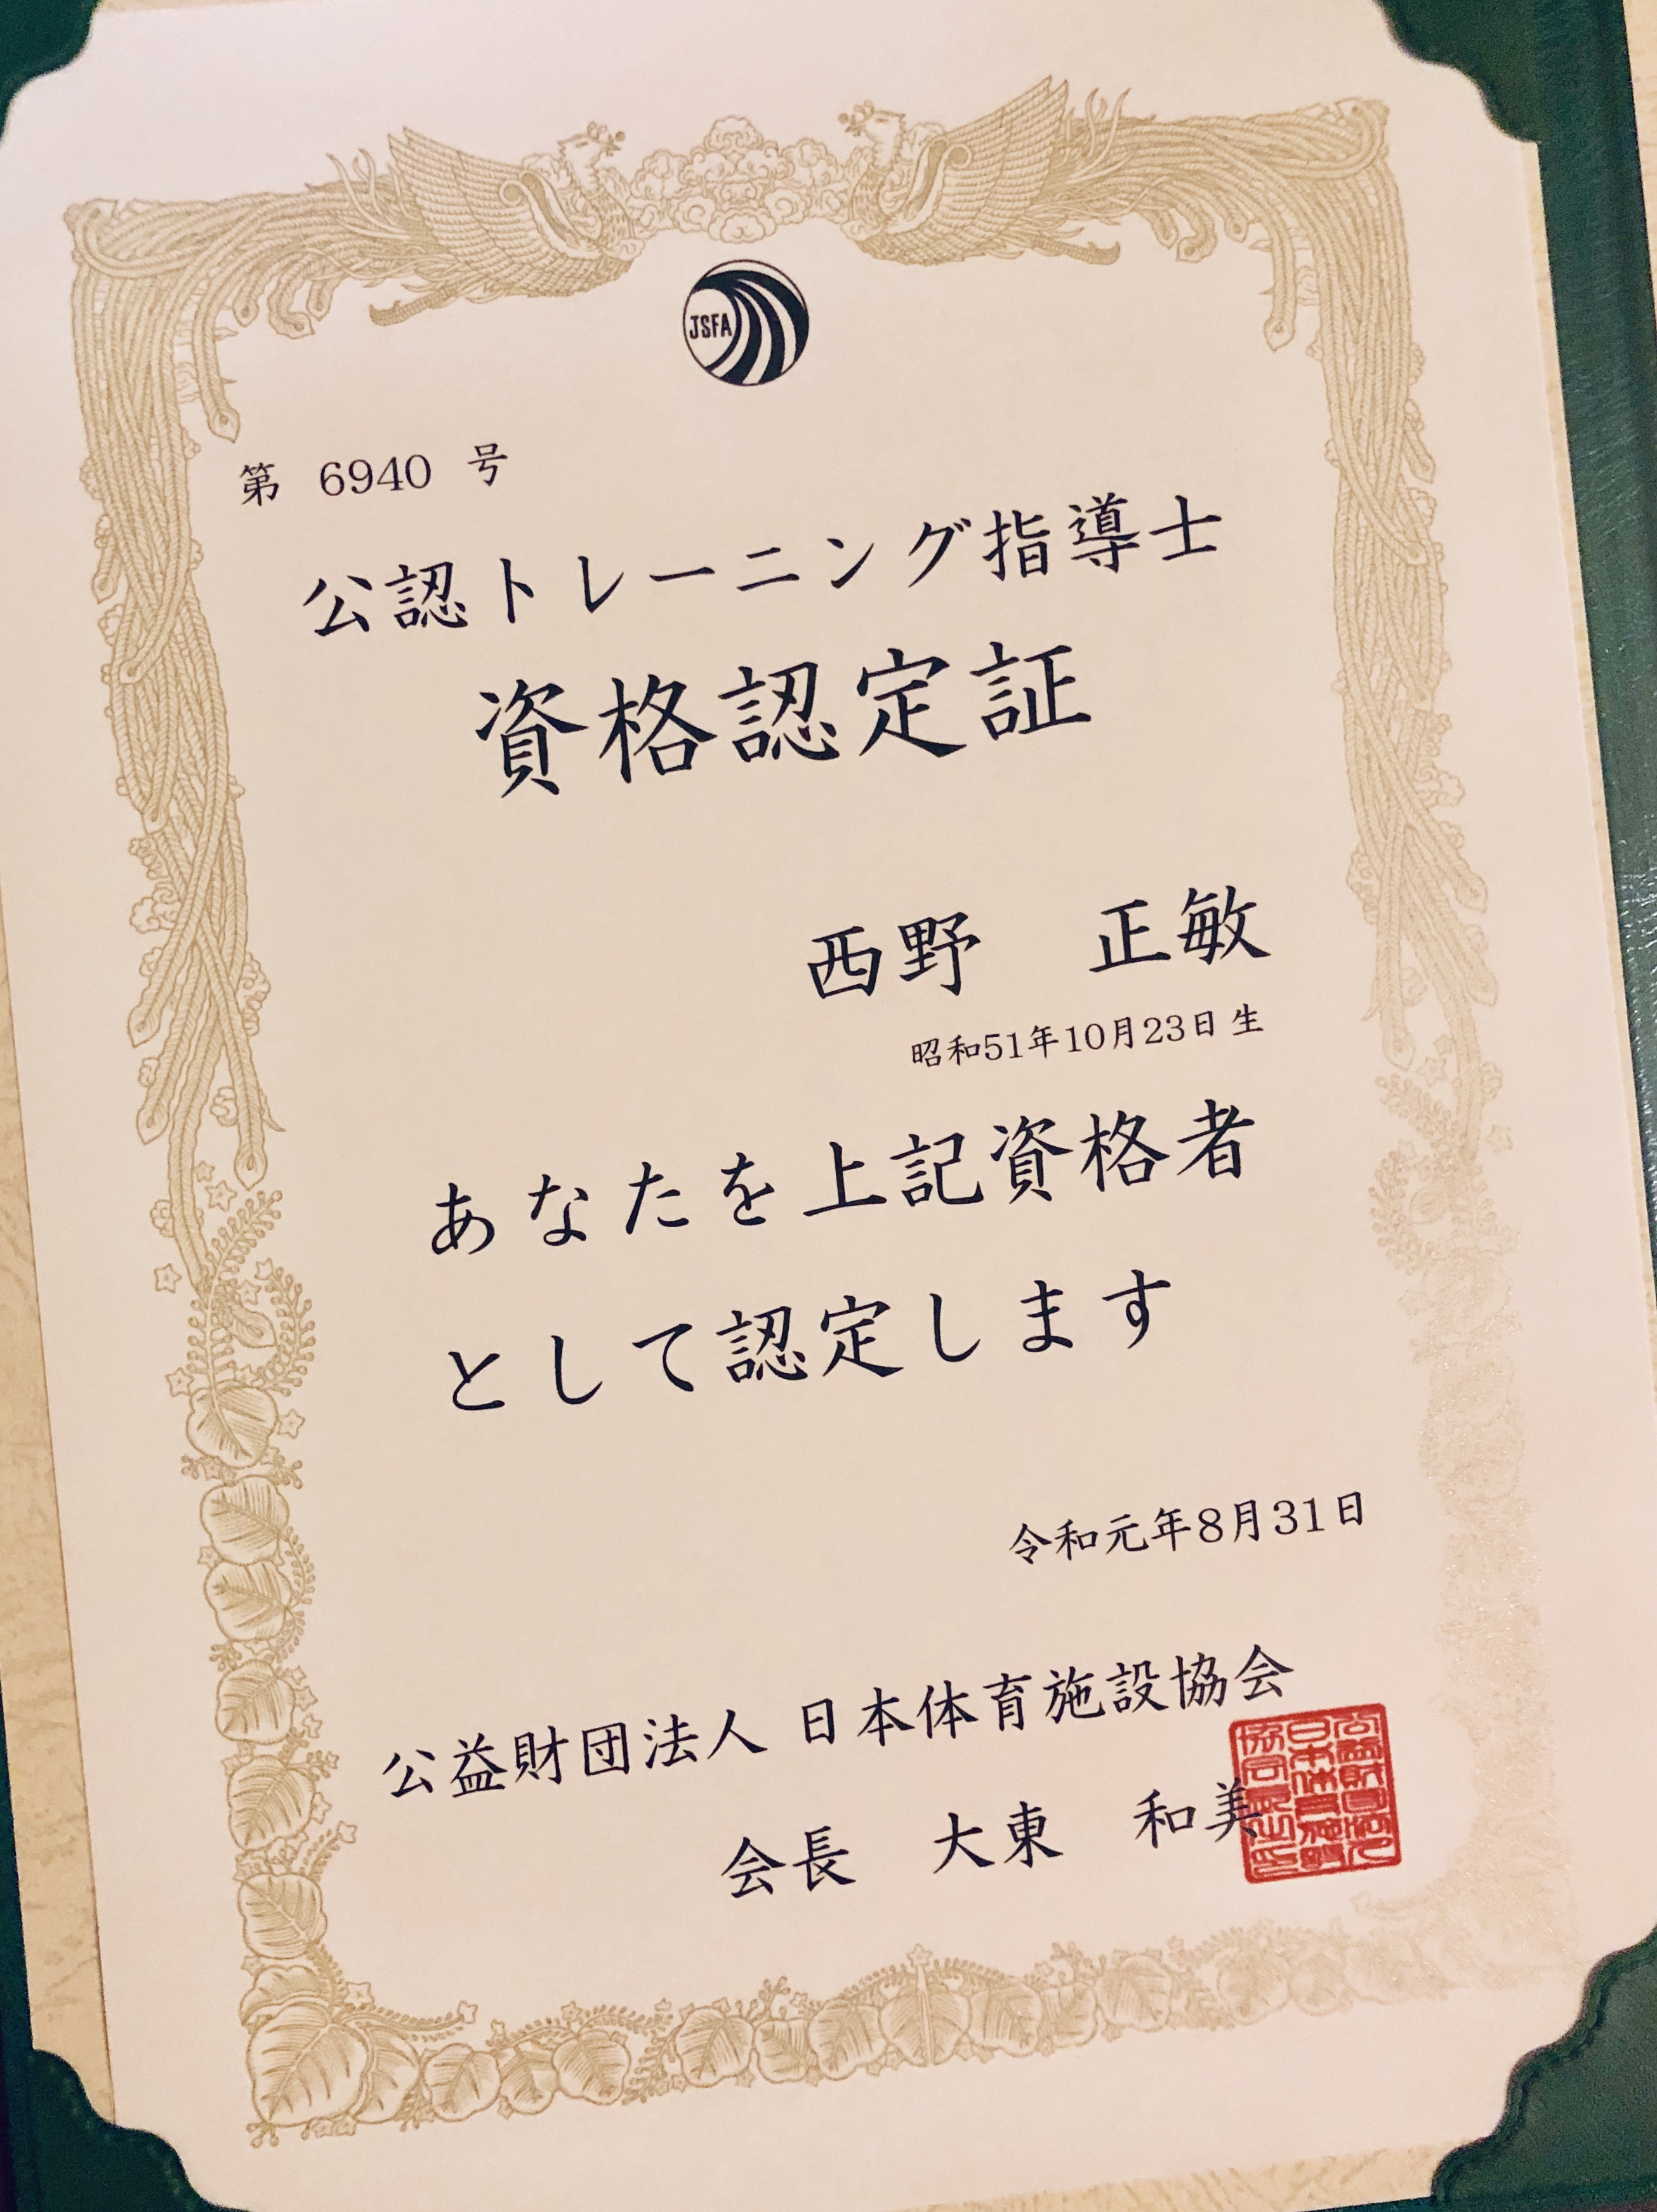 JSFA
第 6940 号
公認トレーニング指導士
資格認定証
西野 正敏
昭和51年10月23日生
あなたを上記資格者
として認定します
令和元年8月31日
公益財団法人 日本体育施設協会
会長 大東 和美